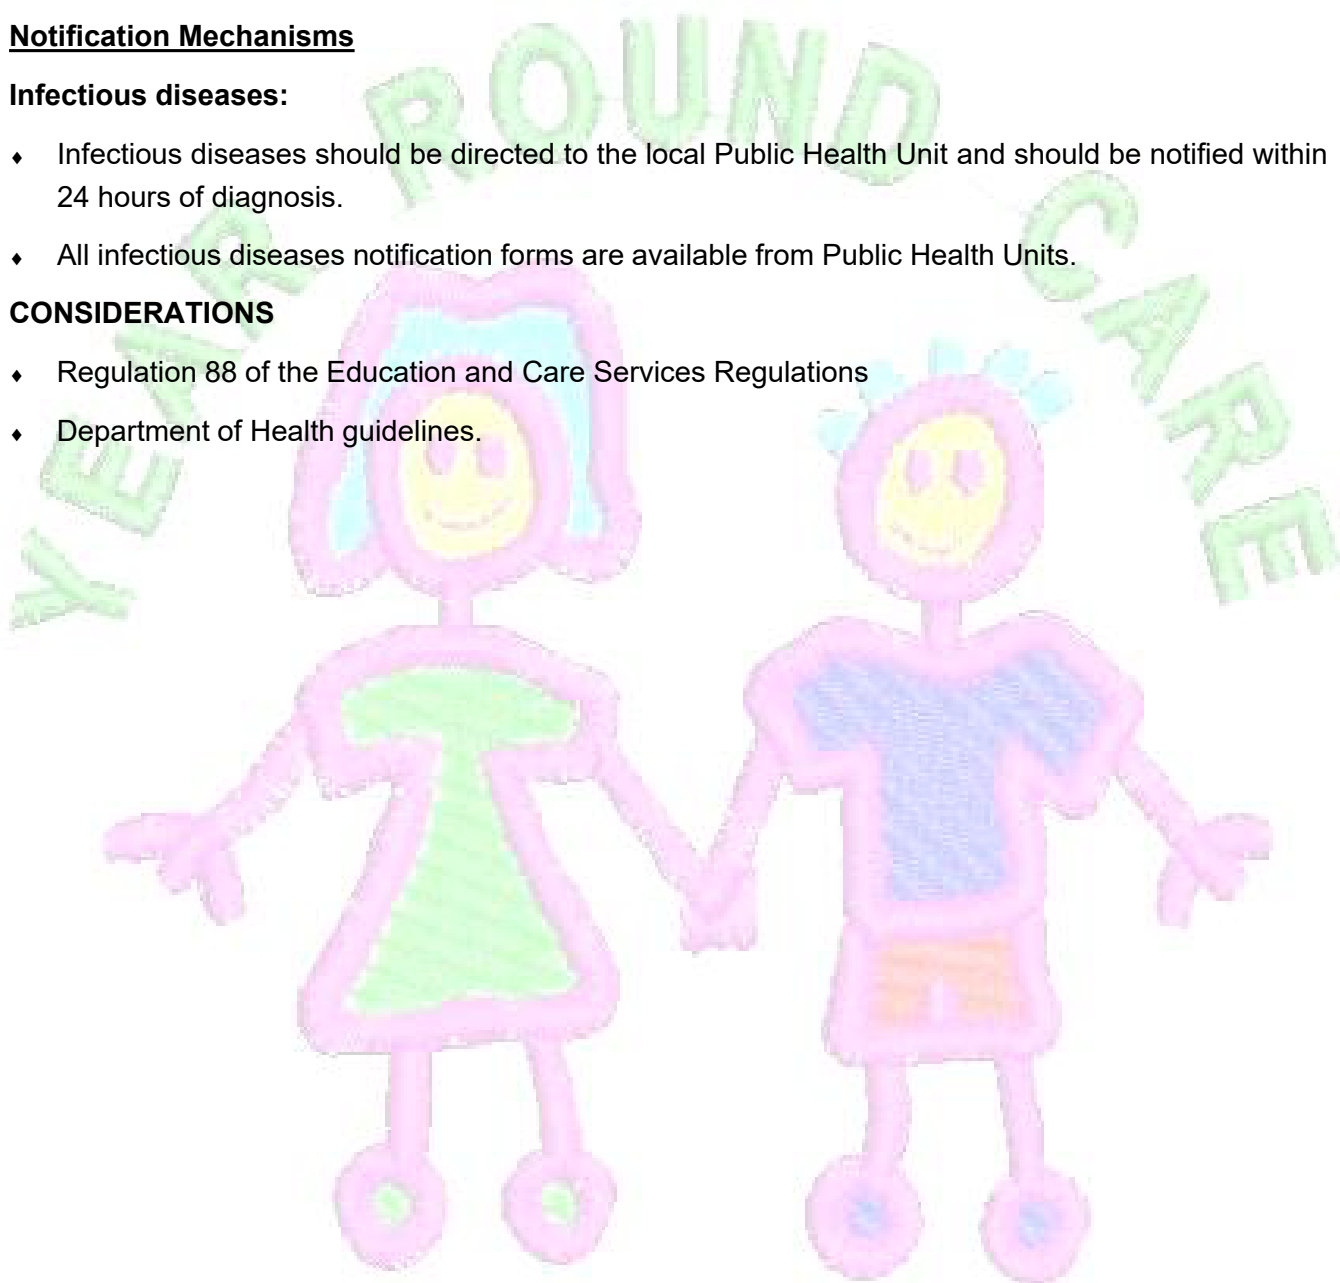 Notification Mechanisms
Infectious diseases:
♦ Infectious diseases should be directed to the local Public Health Unit and should be notified within
24 hours of diagnosis.
♦ All infectious diseases notification forms are available from Public Health Units.
CONSIDERATIONS
♦ Regulation 88 of the Education and Care Services Regulations
♦ Department of Health guidelines.
YEAR ROUND CARE